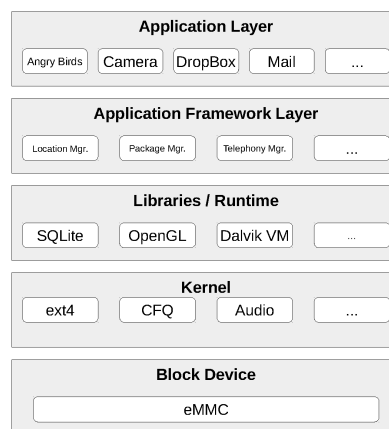 Application Layer
Angry Birds Camera DropBox Mail ...
Application Framework Layer
Location Mgr. Package Mgr. Telephony Mgr. ...
Libraries / Runtime
SQLite OpenGL Dalvik VM ...
Kernel
ext4 CFQ Audio ...
Block Device
eMMC